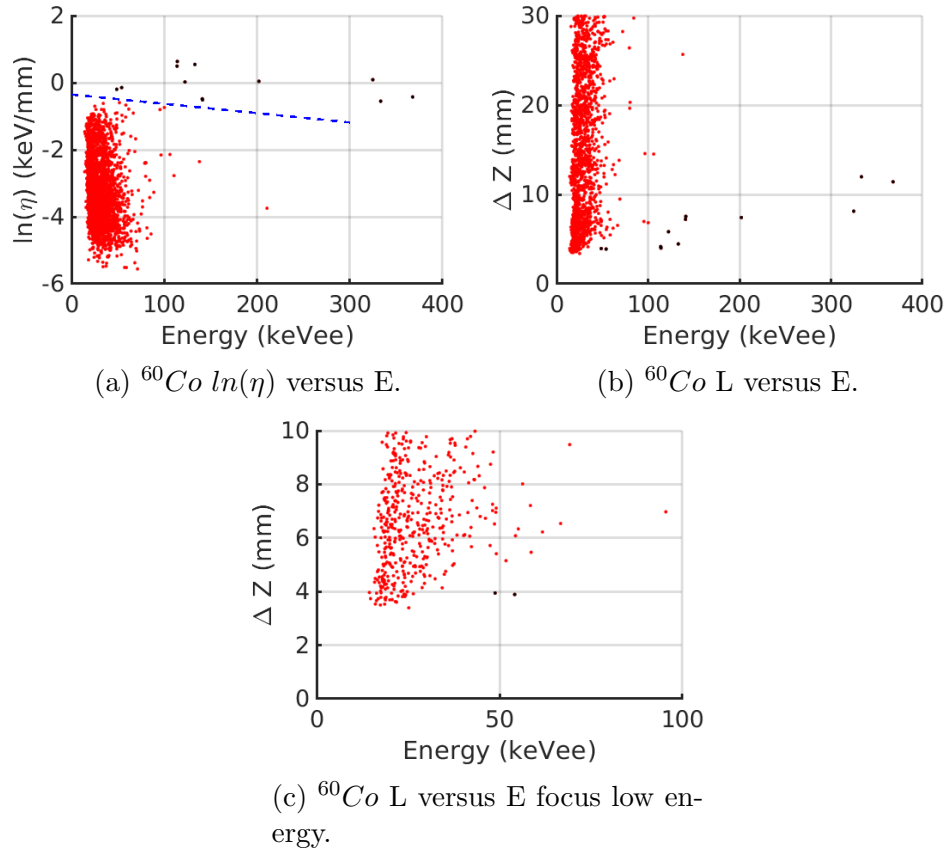 2
0
-2
-4
-6
ln(η) (keV/mm)
0 100 200 300 400
Energy (keVee)
(a) ⁶⁰Co ln(η) versus E.
30
20
10
0
Δ Z (mm)
0 100 200 300 400
Energy (keVee)
(b) ⁶⁰Co L versus E.
10
8
6
4
2
0
Δ Z (mm)
0 50 100
Energy (keVee)
(c) ⁶⁰Co L versus E focus low en-
ergy.